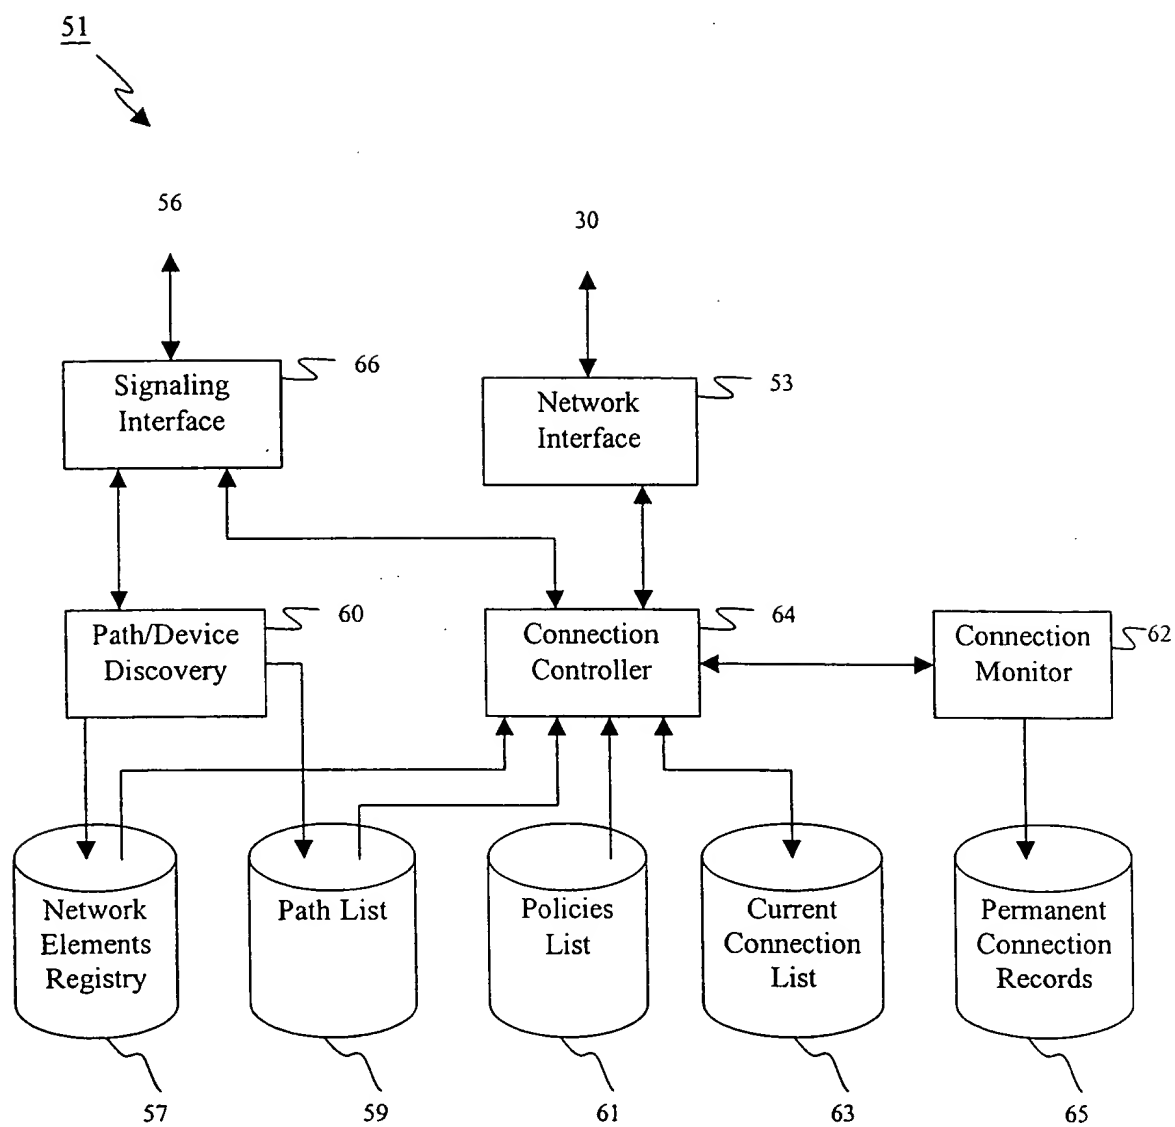 51
56
30
66
Signaling
Interface
53
Network
Interface
60
Path/Device
Discovery
64
Connection
Controller
62
Connection
Monitor
Network
Elements
Registry
Path List
Policies
List
Current
Connection
List
Permanent
Connection
Records
57
59
61
63
65